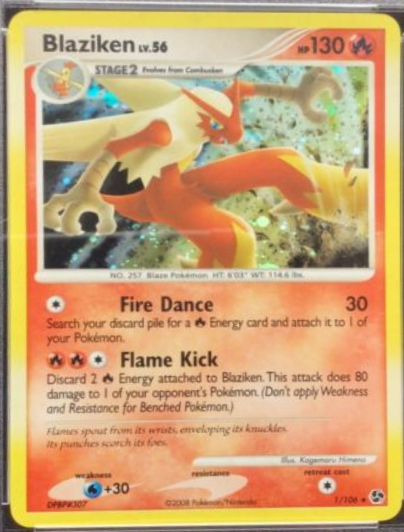 Blaziken LV.56 HP 130
STAGE 2 Evolves from Combusken
NO. 257 Blaze Pokémon HT: 6'03" WT: 114.6 lbs.
Fire Dance 30
Search your discard pile for a Energy card and attach it to 1 of
your Pokémon.
Flame Kick
Discard 2 Energy attached to Blaziken. This attack does 80
damage to 1 of your opponent's Pokémon. (Don't apply Weakness
and Resistance for Benched Pokémon.)
Flames spout from its wrists, enveloping its knuckles.
Its punches scorch its foes.
Illus. Kagemaru Himeno
weakness resistance retreat cost
+30
DPBP#307 ©2008 Pokémon/Nintendo 1/106 ★